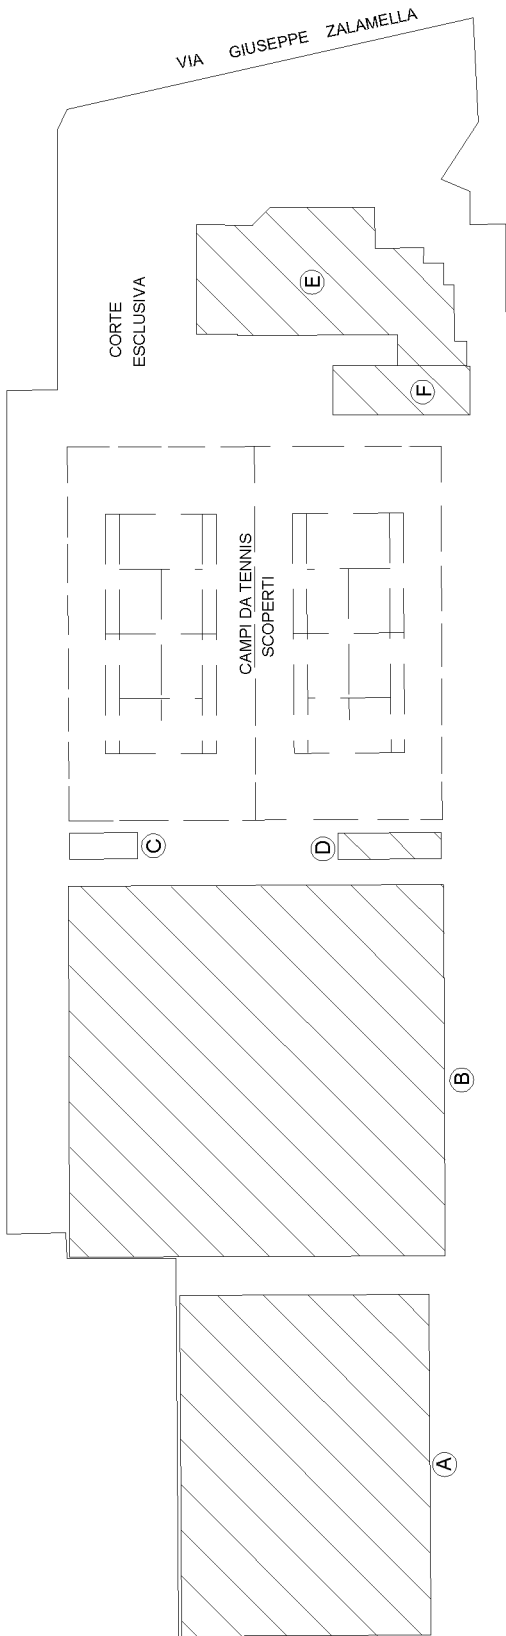 VIA GIUSEPPE ZALAMELLA
CORTE
ESCLUSIVA
E
F
CAMPI DA TENNIS
SCOPERTI
C
D
B
A